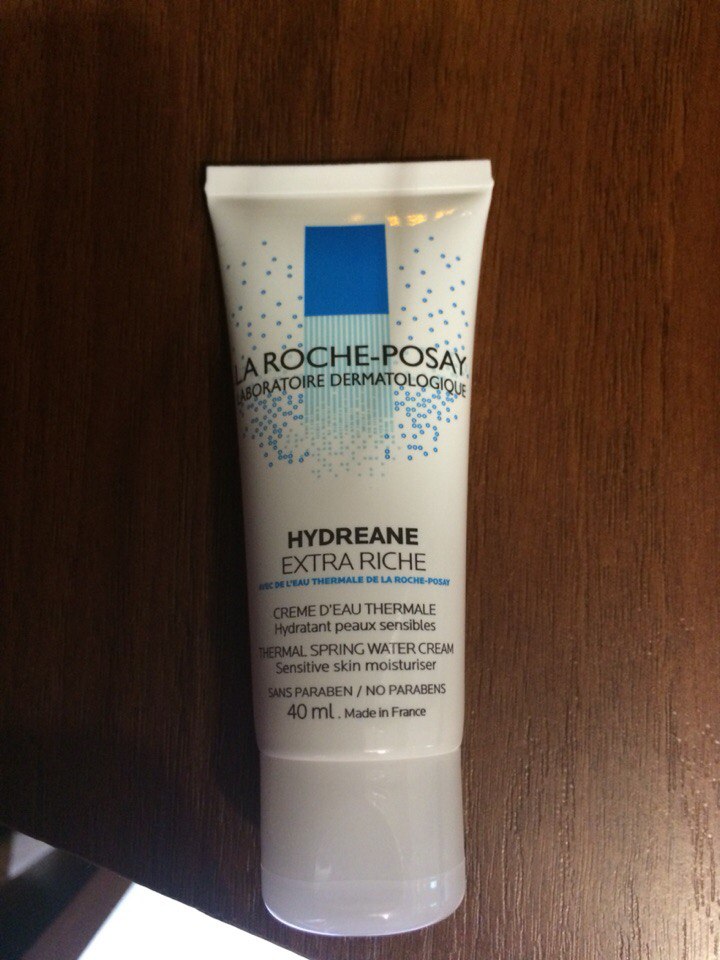 LA ROCHE-POSAY
LABORATOIRE DERMATOLOGIQUE
HYDREANE
EXTRA RICHE
AVEC DE L'EAU THERMALE DE LA ROCHE-POSAY
CREME D'EAU THERMALE
Hydratant peaux sensibles
THERMAL SPRING WATER CREAM
Sensitive skin moisturiser
SANS PARABEN / NO PARABENS
40 ml . Made in France